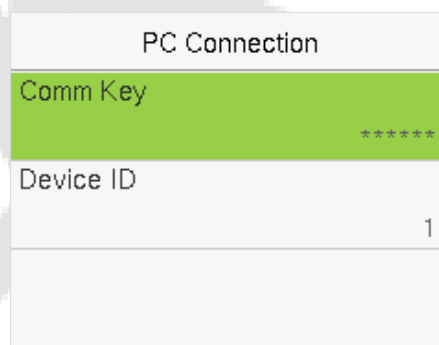 PC Connection
Comm Key
******
Device ID
1